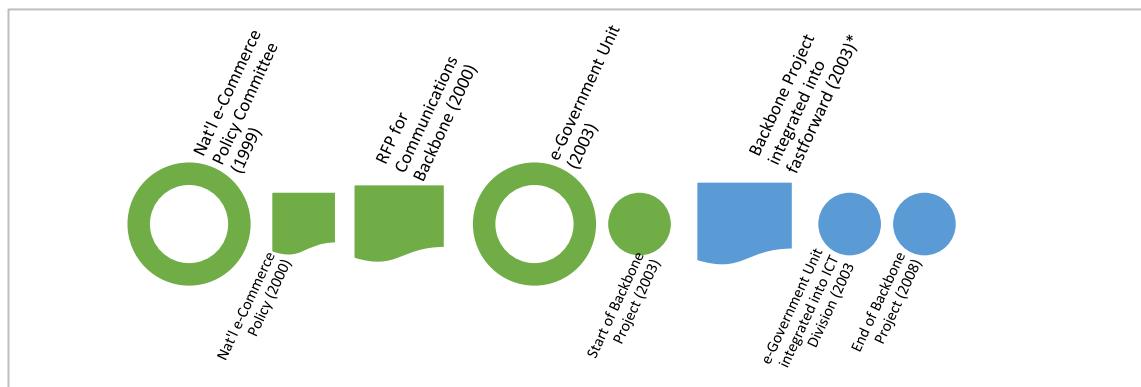 Nat'l e-Commerce
Policy Committee
(1999)
Nat'l e-Commerce
Policy (2000)
RFP for
Communications
Backbone (2000)
e-Government Unit
(2003)
Start of Backbone
Project (2003)
Backbone Project
integrated into
fastforward (2003)*
e-Government Unit
integrated into ICT
Division (2003
End of Backbone
Project (2008)